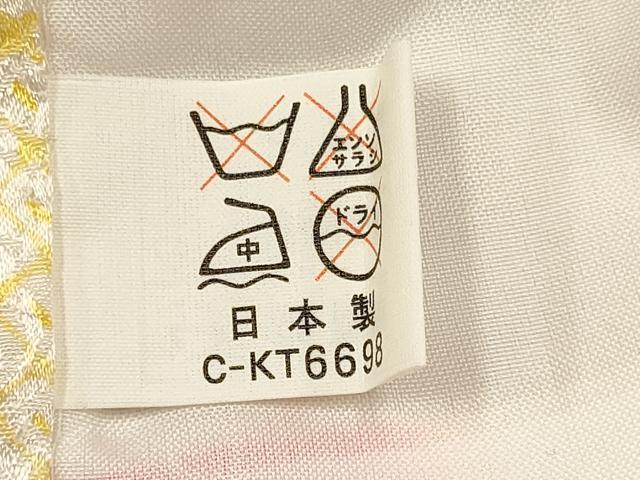 エンソ
サラシ
ドライ
中
日本製
C-KT6698